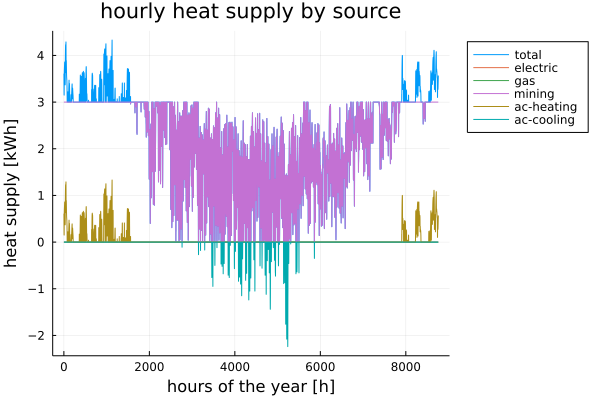 hourly heat supply by source
heat supply [kWh]
4
3
2
1
0
−1
−2
0 2000 4000 6000 8000
hours of the year [h]
total
electric
gas
mining
ac-heating
ac-cooling